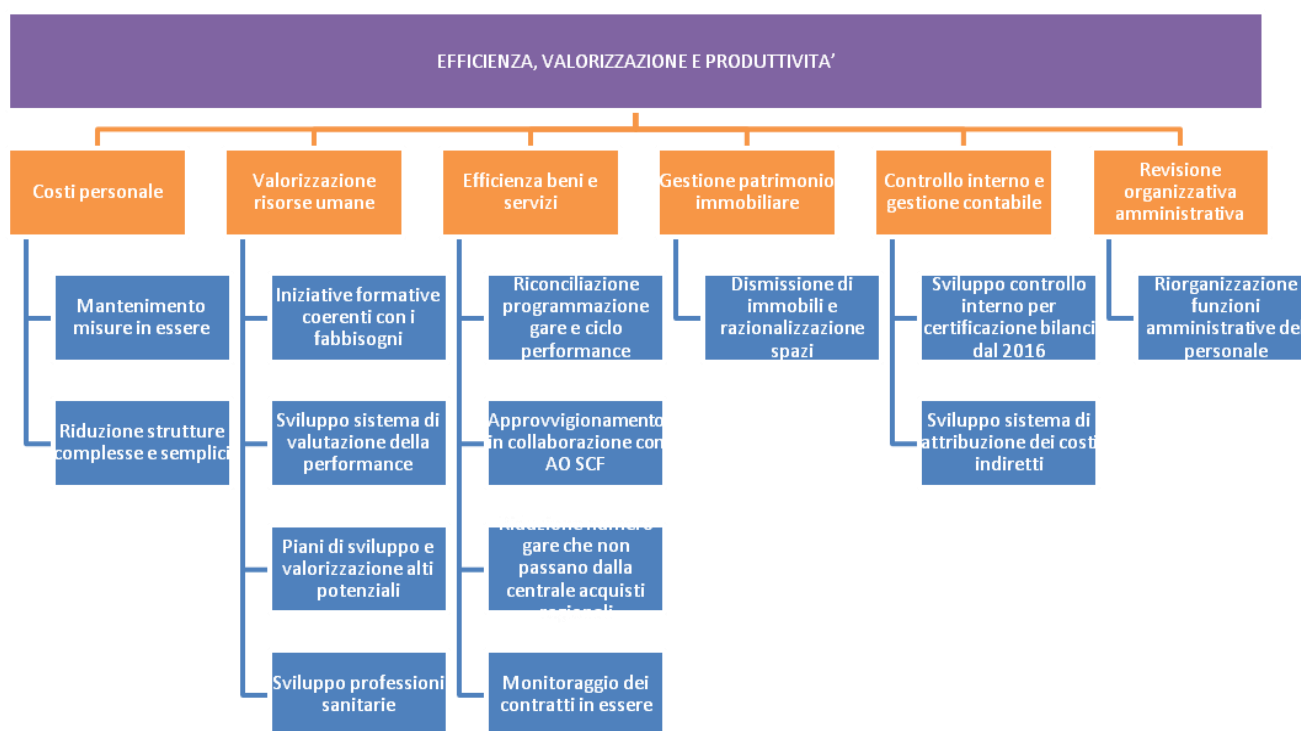 EFFICIENZA, VALORIZZAZIONE E PRODUTTIVITA’
Costi personale
Valorizzazione
risorse umane
Efficienza beni e
servizi
Gestione patrimonio
immobiliare
Controllo interno e
gestione contabile
Revisione
organizzativa
amministrativa
Mantenimento
misure in essere
Riduzione strutture
complesse e semplici
Iniziative formative
coerenti con i
fabbisogni
Sviluppo sistema di
valutazione della
performance
Piani di sviluppo e
valorizzazione alti
potenziali
Sviluppo professioni
sanitarie
Riconciliazione
programmazione
gare e ciclo
performance
Approvvigionamento
in collaborazione con
AO SCF
Riduzione numero
gare che non
passano dalla
centrale acquisti
regionali
Monitoraggio dei
contratti in essere
Dismissione di
immobili e
razionalizzazione
spazi
Sviluppo controllo
interno per
certificazione bilanci
dal 2016
Sviluppo sistema di
attribuzione dei costi
indiretti
Riorganizzazione
funzioni
amministrative del
personale